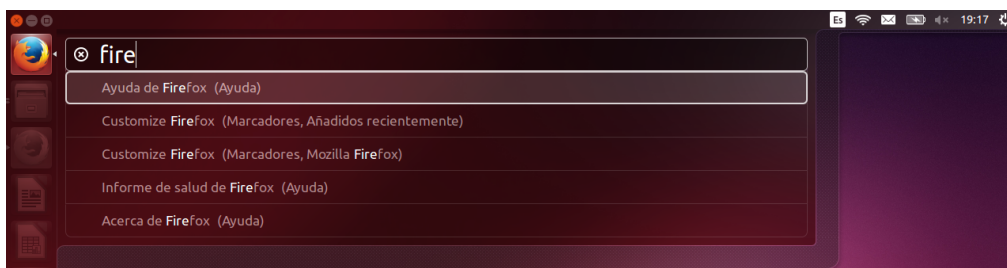 Es 19:17
fire
Ayuda de Firefox (Ayuda)
Customize Firefox (Marcadores, Añadidos recientemente)
Customize Firefox (Marcadores, Mozilla Firefox)
Informe de salud de Firefox (Ayuda)
Acerca de Firefox (Ayuda)